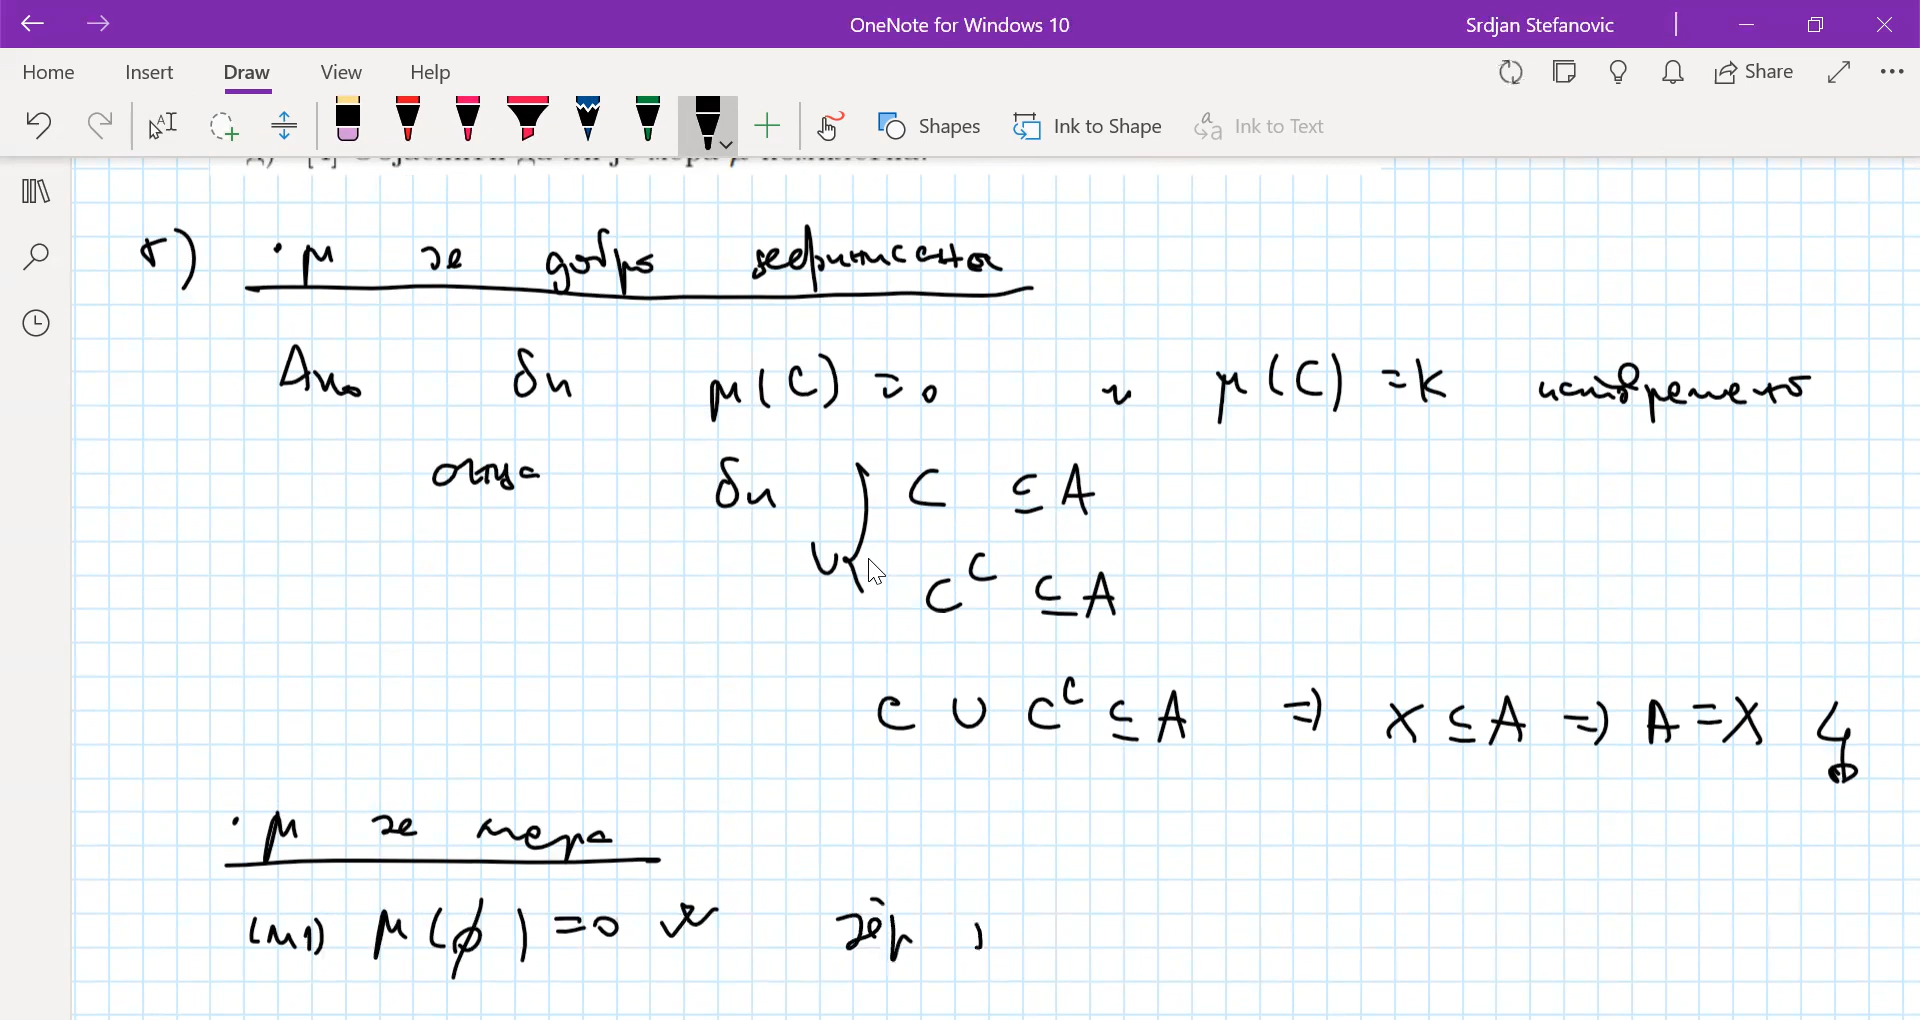 OneNote for Windows 10
Srdjan Stefanovic
Home Insert Draw View Help
Share
Shapes Ink to Shape Ink to Text
μ је добро дефинисана
Ако би μ(C) = 0 и μ(C) = K истовремено
онда би C ⊆ A
C^C ⊆ A
C ∪ C^C ⊆ A ⇒ X ⊆ A ⇒ A = X ↯
· μ је мера
(м1) μ(∅) = 0 ✓ јер